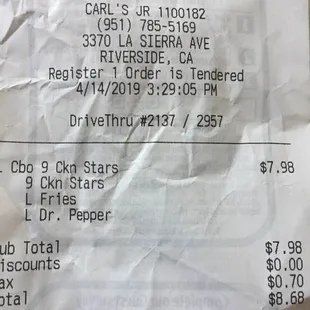 CARL'S JR 1100182
(951) 785-5169
3370 LA SIERRA AVE
RIVERSIDE, CA
Register 1 Order is Tendered
4/14/2019 3:29:05 PM
DriveThru #2137 / 2957
L Cbo 9 Ckn Stars $7.98
9 Ckn Stars
L Fries
L Dr. Pepper
ub Total $7.98
iscounts $0.00
ax $0.70
otal $8.68